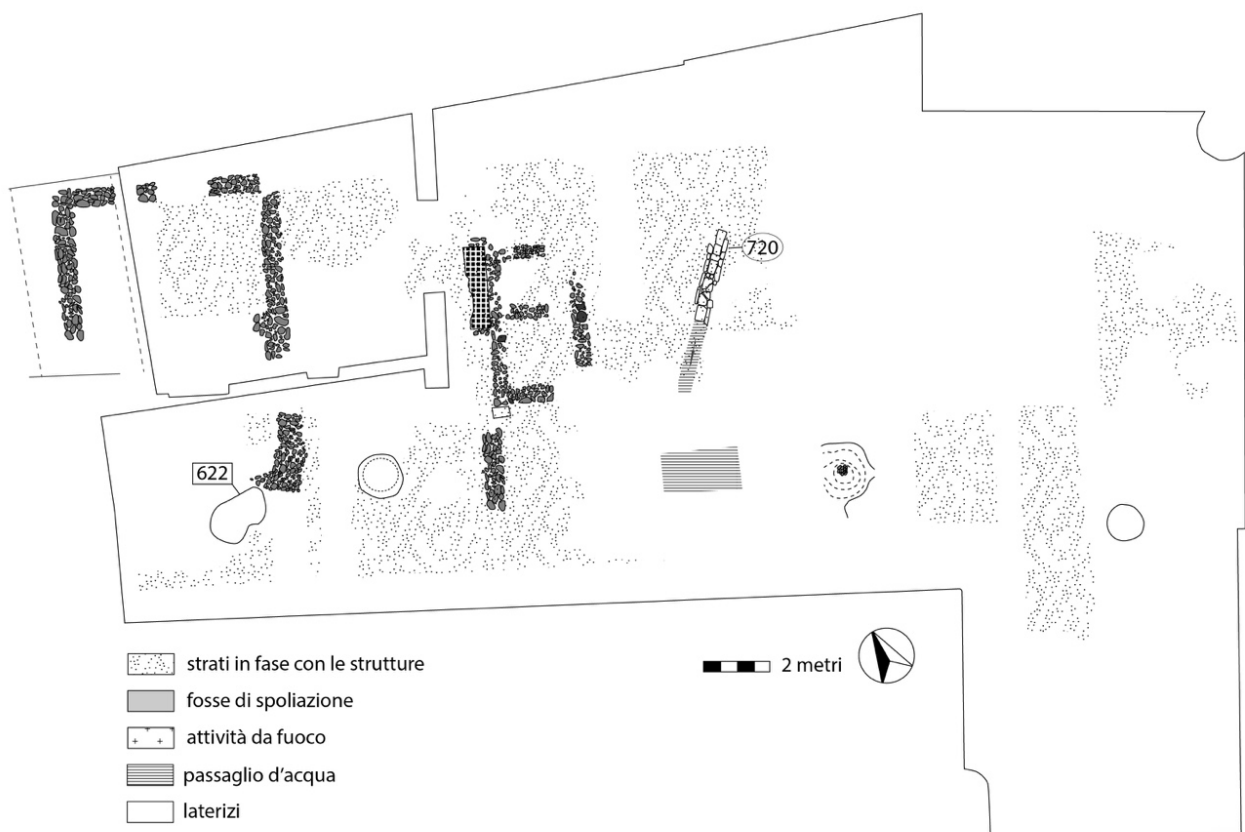 720
622
strati in fase con le strutture
fosse di spoliazione
2 metri
attività da fuoco
passaglio d'acqua
laterizi